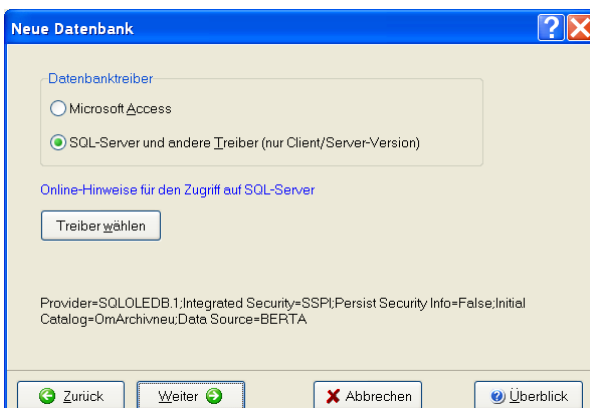 Neue Datenbank
Datenbanktreiber
Microsoft Access
SQL-Server und andere Treiber (nur Client/Server-Version)
Online-Hinweise für den Zugriff auf SQL-Server
Treiber wählen
Provider=SQLOLEDB.1;Integrated Security=SSPI;Persist Security Info=False;Initial
Catalog=OmArchivneu;Data Source=BERTA
Zurück Weiter Abbrechen Überblick